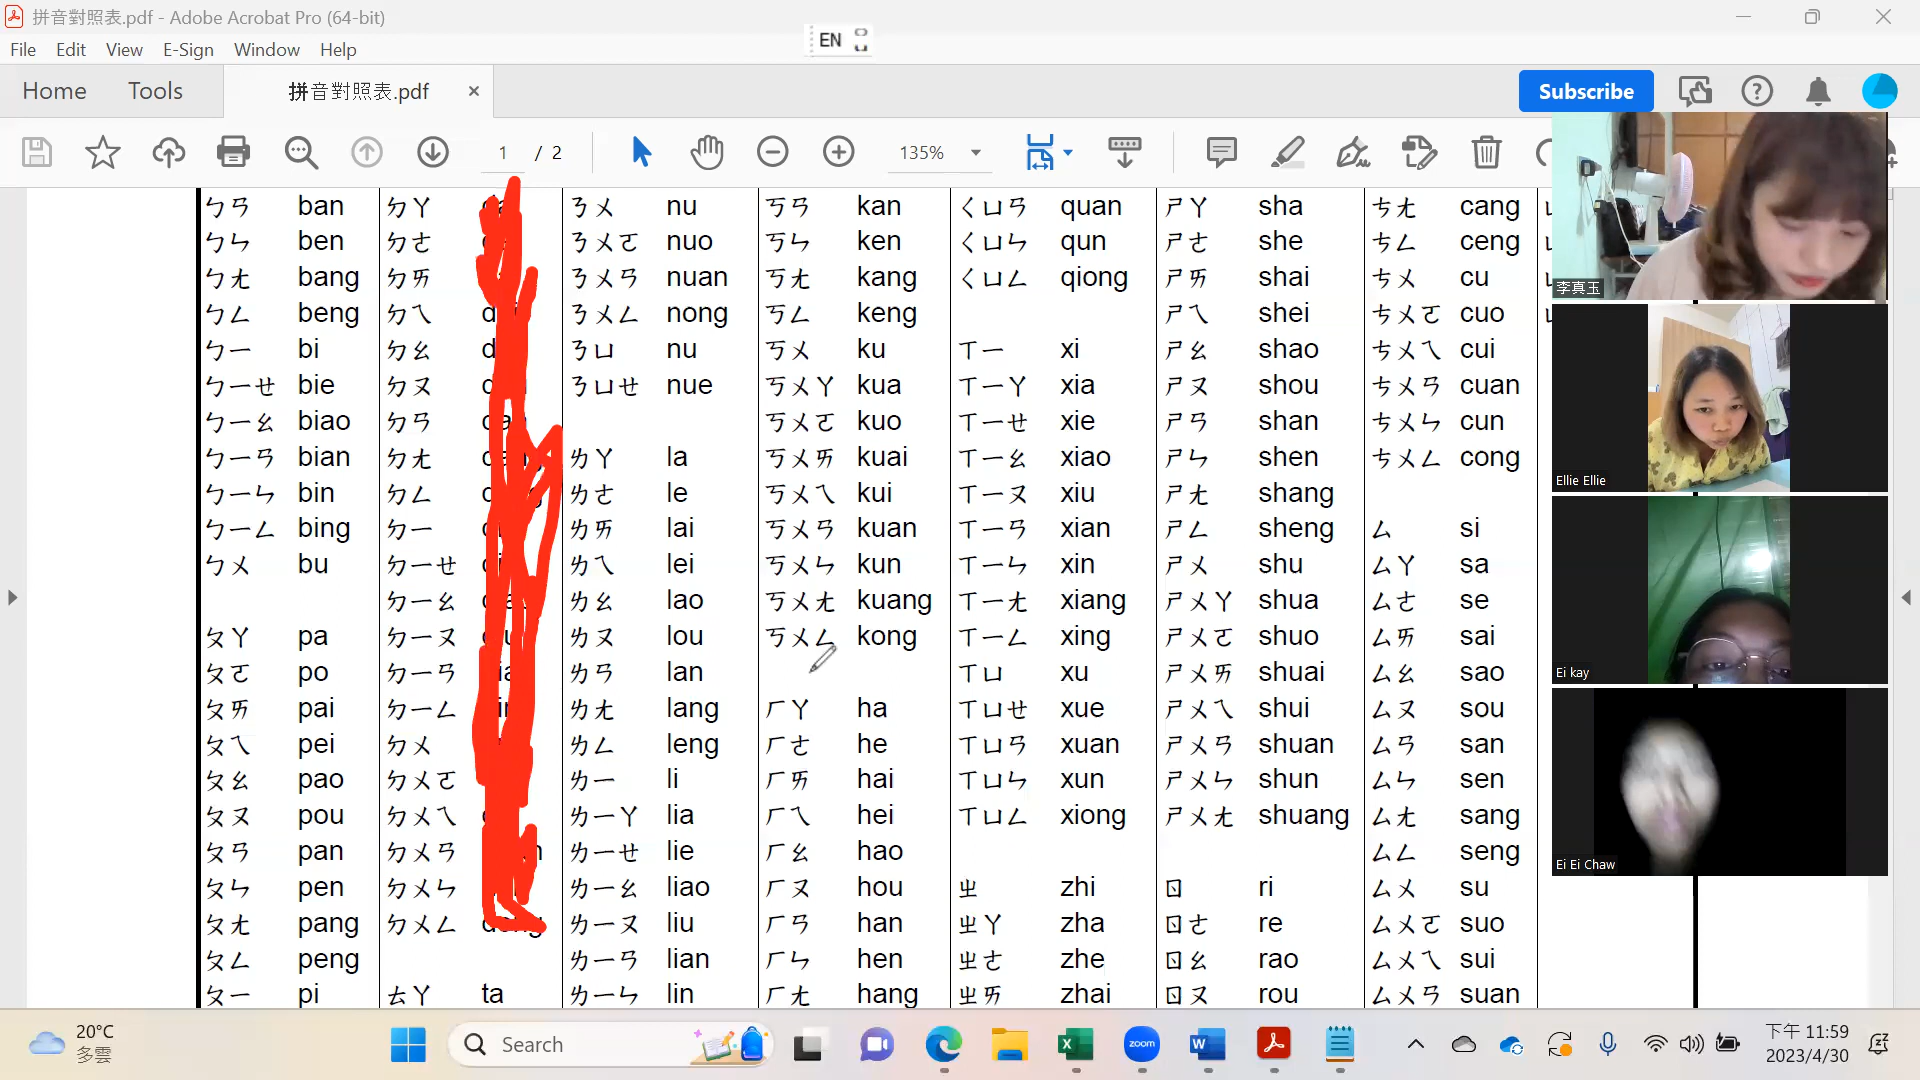 拼音對照表.pdf - Adobe Acrobat Pro (64-bit)
File Edit View E-Sign Window Help
EN
Home Tools 拼音對照表.pdf × Subscribe
1 / 2 135%
ㄅㄢ ban ㄉㄚ ㄋㄨ nu ㄎㄢ kan ㄑㄩㄢ quan ㄕㄚ sha ㄘㄤ cang
ㄅㄣ ben ㄉㄜ ㄋㄨㄛ nuo ㄎㄣ ken ㄑㄩㄣ qun ㄕㄜ she ㄘㄥ ceng
ㄅㄤ bang ㄉㄞ ㄋㄨㄢ nuan ㄎㄤ kang ㄑㄩㄥ qiong ㄕㄞ shai ㄘㄨ cu
ㄅㄥ beng ㄉㄟ ㄋㄨㄥ nong ㄎㄥ keng ㄕㄟ shei ㄘㄨㄛ cuo
ㄅㄧ bi ㄉㄠ ㄋㄩ nu ㄎㄨ ku ㄒㄧ xi ㄕㄠ shao ㄘㄨㄟ cui
ㄅㄧㄝ bie ㄉㄡ ㄋㄩㄝ nue ㄎㄨㄚ kua ㄒㄧㄚ xia ㄕㄡ shou ㄘㄨㄢ cuan
ㄅㄧㄠ biao ㄉㄢ ㄎㄨㄛ kuo ㄒㄧㄝ xie ㄕㄢ shan ㄘㄨㄣ cun
ㄅㄧㄢ bian ㄉㄤ ㄌㄚ la ㄎㄨㄞ kuai ㄒㄧㄠ xiao ㄕㄣ shen ㄘㄨㄥ cong
ㄅㄧㄣ bin ㄉㄥ ㄌㄜ le ㄎㄨㄟ kui ㄒㄧㄡ xiu ㄕㄤ shang
ㄅㄧㄥ bing ㄉㄧ ㄌㄞ lai ㄎㄨㄢ kuan ㄒㄧㄢ xian ㄕㄥ sheng ㄙ si
ㄅㄨ bu ㄉㄧㄝ ㄌㄟ lei ㄎㄨㄣ kun ㄒㄧㄣ xin ㄕㄨ shu ㄙㄚ sa
ㄉㄧㄠ ㄌㄠ lao ㄎㄨㄤ kuang ㄒㄧㄤ xiang ㄕㄨㄚ shua ㄙㄜ se
ㄆㄚ pa ㄉㄧㄡ ㄌㄡ lou ㄎㄨㄥ kong ㄒㄧㄥ xing ㄕㄨㄛ shuo ㄙㄞ sai
ㄆㄛ po ㄉㄧㄢ ㄌㄢ lan ㄒㄩ xu ㄕㄨㄞ shuai ㄙㄠ sao
ㄆㄞ pai ㄉㄧㄥ ㄌㄤ lang ㄏㄚ ha ㄒㄩㄝ xue ㄕㄨㄟ shui ㄙㄡ sou
ㄆㄟ pei ㄉㄨ ㄌㄥ leng ㄏㄜ he ㄒㄩㄢ xuan ㄕㄨㄢ shuan ㄙㄢ san
ㄆㄠ pao ㄉㄨㄛ ㄌㄧ li ㄏㄞ hai ㄒㄩㄣ xun ㄕㄨㄣ shun ㄙㄣ sen
ㄆㄡ pou ㄉㄨㄟ ㄌㄧㄚ lia ㄏㄟ hei ㄒㄩㄥ xiong ㄕㄨㄤ shuang ㄙㄤ sang
ㄆㄢ pan ㄉㄨㄢ ㄌㄧㄝ lie ㄏㄠ hao ㄙㄥ seng
ㄆㄣ pen ㄉㄨㄣ ㄌㄧㄠ liao ㄏㄡ hou ㄓ zhi ㄖ ri ㄙㄨ su
ㄆㄤ pang ㄉㄨㄥ dong ㄌㄧㄡ liu ㄏㄢ han ㄓㄚ zha ㄖㄜ re ㄙㄨㄛ suo
ㄆㄥ peng ㄌㄧㄢ lian ㄏㄣ hen ㄓㄜ zhe ㄖㄠ rao ㄙㄨㄟ sui
ㄆㄧ pi ㄊㄚ ta ㄌㄧㄣ lin ㄏㄤ hang ㄓㄞ zhai ㄖㄡ rou ㄙㄨㄢ suan
李真玉
Ellie Ellie
Ei kay
Ei Ei Chaw
20°C
多雲
Search
zoom
下午 11:59
2023/4/30